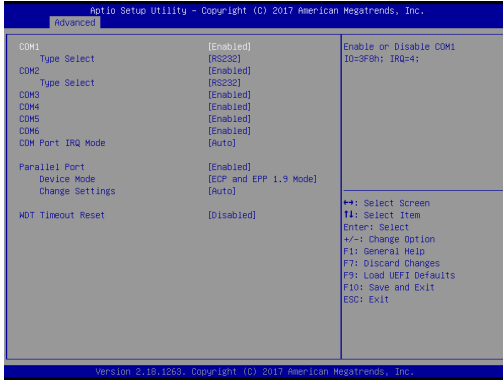 Aptio Setup Utility – Copyright (C) 2017 American Megatrends, Inc.
Advanced
COM1 [Enabled]
Type Select [RS232]
COM2 [Enabled]
Type Select [RS232]
COM3 [Enabled]
COM4 [Enabled]
COM5 [Enabled]
COM6 [Enabled]
COM Port IRQ Mode [Auto]
Parallel Port [Enabled]
Device Mode [ECP and EPP 1.9 Mode]
Change Settings [Auto]
WDT Timeout Reset [Disabled]
Enable or Disable COM1
IO=3F8h; IRQ=4;
↔: Select Screen
↑↓: Select Item
Enter: Select
+/-: Change Option
F1: General Help
F7: Discard Changes
F9: Load UEFI Defaults
F10: Save and Exit
ESC: Exit
Version 2.18.1263. Copyright (C) 2017 American Megatrends, Inc.